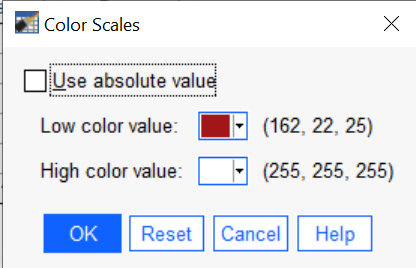 Color Scales
Use absolute value
Low color value: (162, 22, 25)
High color value: (255, 255, 255)
OK Reset Cancel Help